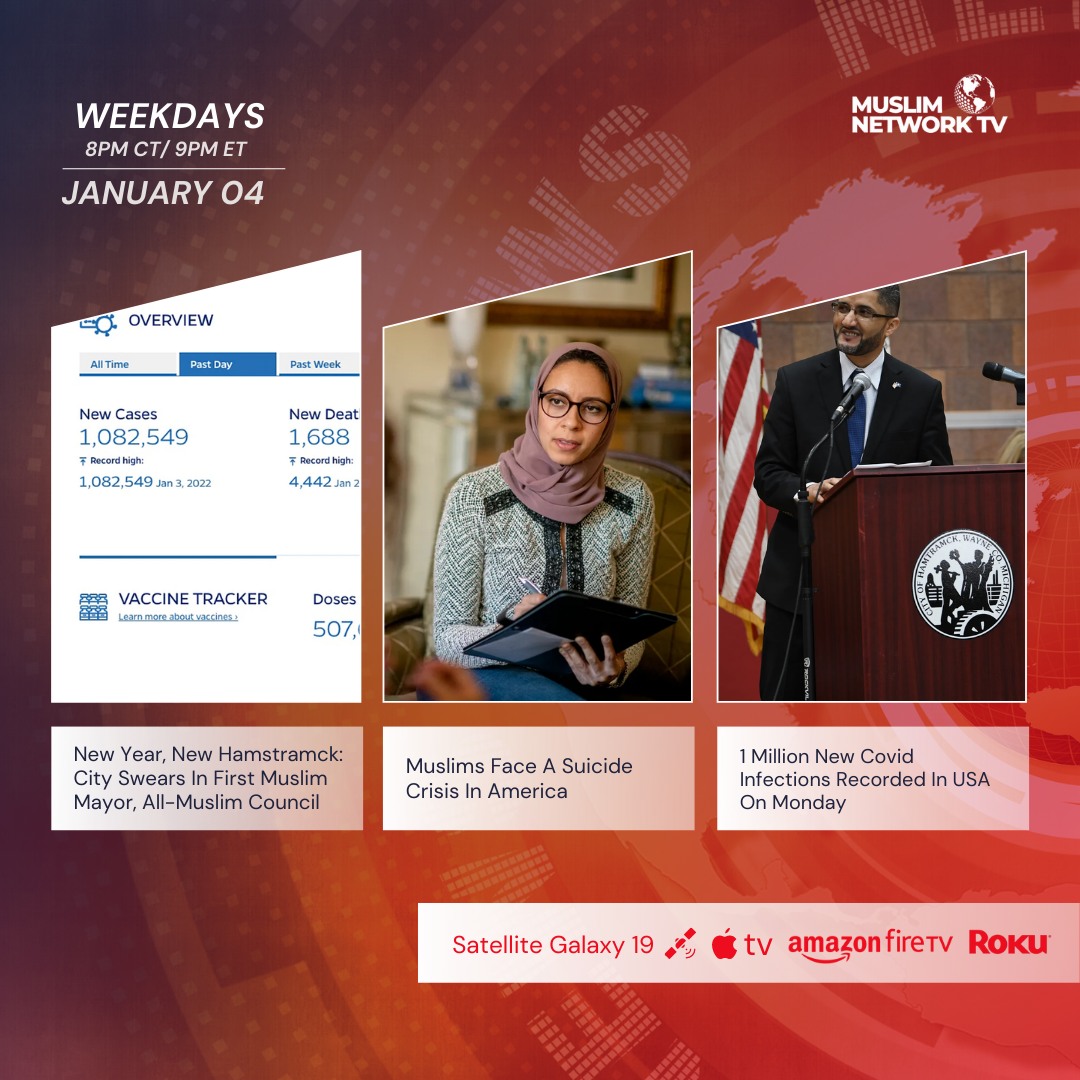 WEEKDAYS
8PM CT/ 9PM ET
JANUARY 04
MUSLIM
NETWORK TV
NEWS
OVERVIEW
All Time
Past Day
Past Week
New Cases
1,082,549
Record high:
1,082,549 Jan 3, 2022
1,688
Record high:
4,442 Jan 2
VACCINE TRACKER
Learn more about vaccines ›
Doses
507,
CITY OF HAMTRAMCK, WAYNE CO. MICHIGAN
New Year, New Hamstramck:
City Swears In First Muslim
Mayor, All-Muslim Council
Muslims Face A Suicide
Crisis In America
1 Million New Covid
Infections Recorded In USA
On Monday
Satellite Galaxy 19
tv
amazon fireTV
ROKU